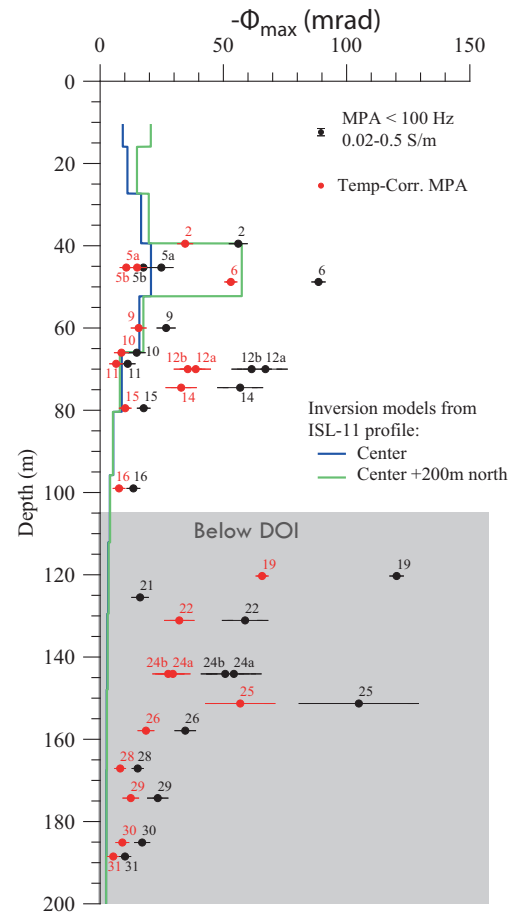 -Φmax (mrad)
0 50 100 150
0
20
40
60
80
100
120
140
160
180
200
Depth (m)
MPA < 100 Hz
0.02-0.5 S/m
Temp-Corr. MPA
2 2
5a 5a
5b 5b
6 6
9 9
10 10
11 11
12b 12a 12b 12a
14 14
15 15
Inversion models from
ISL-11 profile:
Center
Center +200m north
16 16
Below DOI
19 19
21
22 22
24b 24a 24b 24a
25 25
26 26
28 28
29 29
30 30
31 31